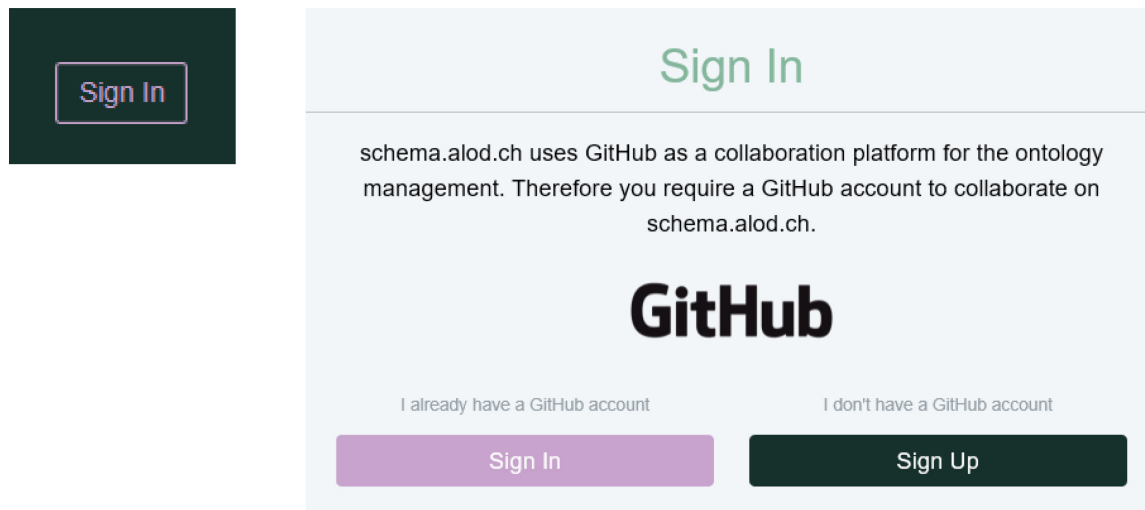 Sign In
Sign In
schema.alod.ch uses GitHub as a collaboration platform for the ontology
management. Therefore you require a GitHub account to collaborate on
schema.alod.ch.
GitHub
I already have a GitHub account
I don't have a GitHub account
Sign In
Sign Up